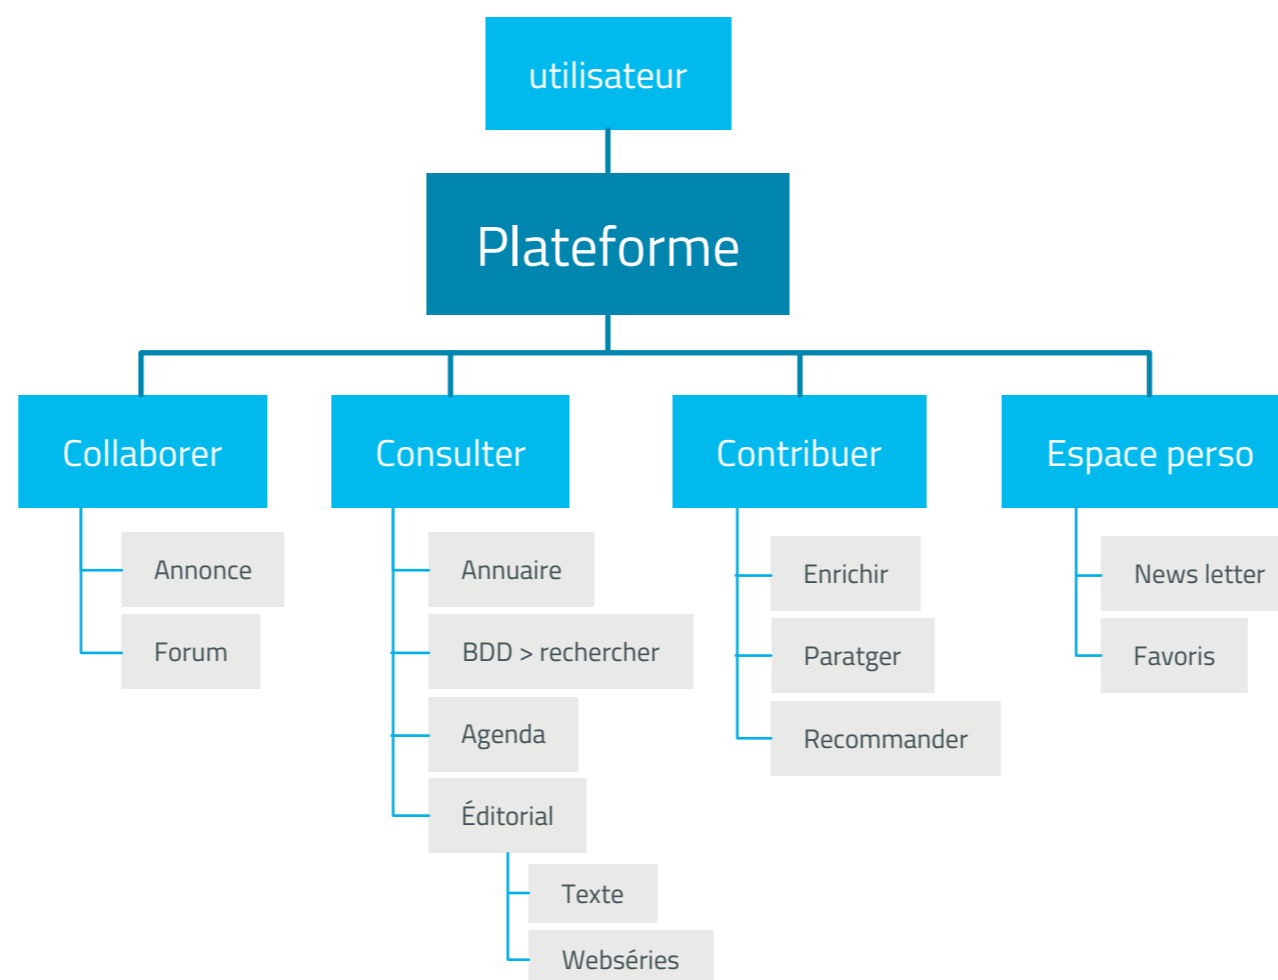 utilisateur
Plateforme
Collaborer
Annonce
Forum
Consulter
Annuaire
BDD > rechercher
Agenda
Éditorial
Texte
Webséries
Contribuer
Enrichir
Paratger
Recommander
Espace perso
News letter
Favoris